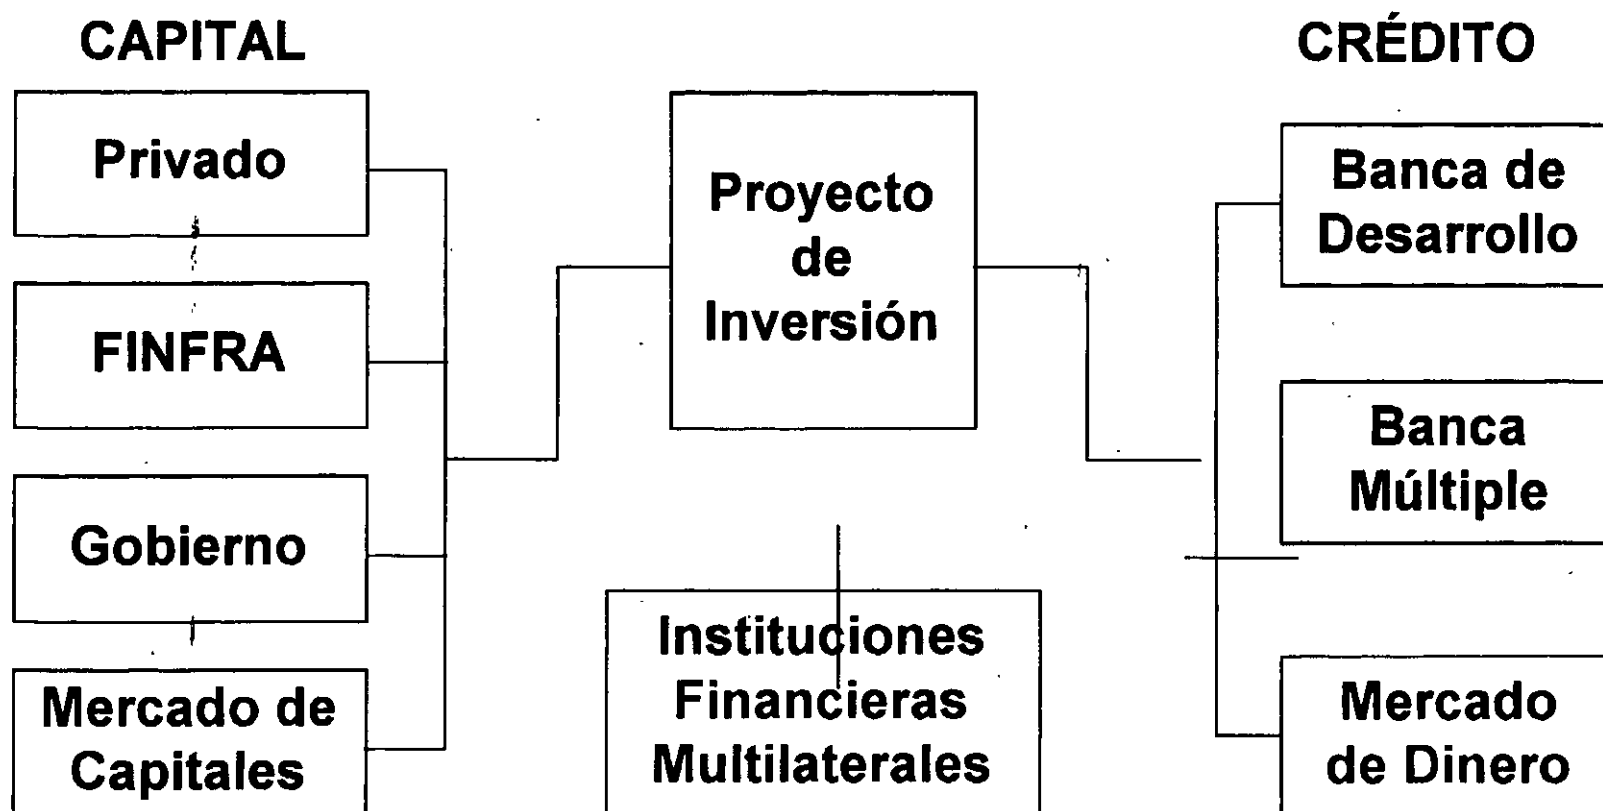 CAPITAL
Privado
FINFRA
Gobierno
Mercado de
Capitales
Proyecto
de
Inversión
Instituciones
Financieras
Multilaterales
CRÉDITO
Banca de
Desarrollo
Banca
Múltiple
Mercado
de Dinero